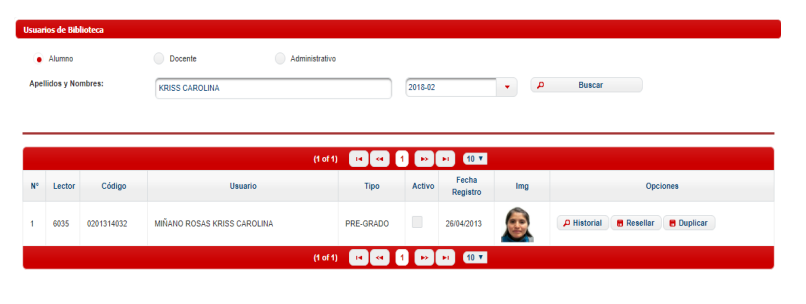 Usuarios de Biblioteca
Alumno Docente Administrativo
Apellidos y Nombres: KRISS CAROLINA 2018-02 Buscar
(1 of 1) 1 10
Nº Lector Código Usuario Tipo Activo Fecha Registro Img Opciones
1 6035 0201314032 MIÑANO ROSAS KRISS CAROLINA PRE-GRADO 26/04/2013 Historial Resellar Duplicar
(1 of 1) 1 10